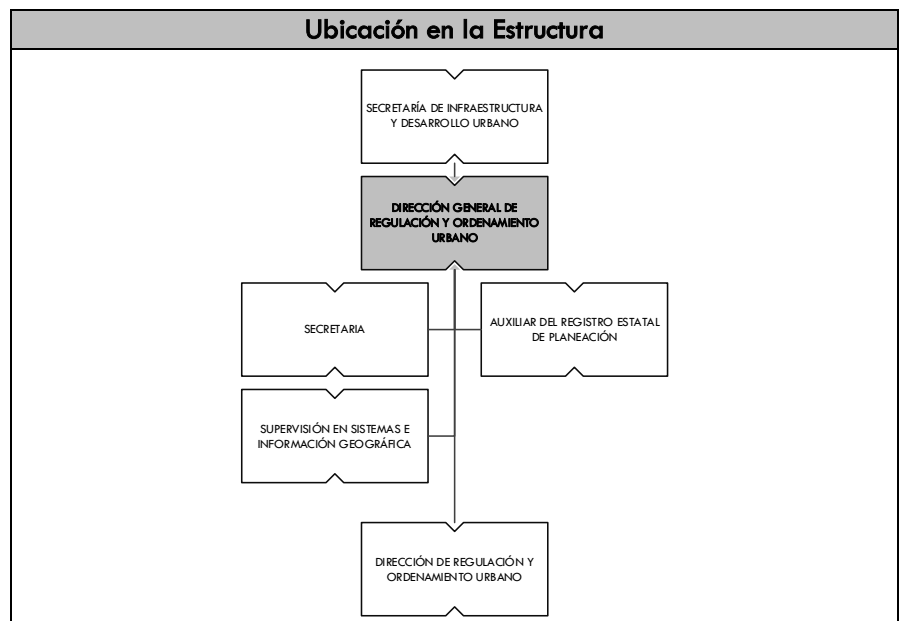 Ubicación en la Estructura
SECRETARÍA DE INFRAESTRUCTURA
Y DESARROLLO URBANO
DIRECCIÓN GENERAL DE
REGULACIÓN Y ORDENAMIENTO
URBANO
SECRETARIA
AUXILIAR DEL REGISTRO ESTATAL
DE PLANEACIÓN
SUPERVISIÓN EN SISTEMAS E
INFORMACIÓN GEOGRÁFICA
DIRECCIÓN DE REGULACIÓN Y
ORDENAMIENTO URBANO